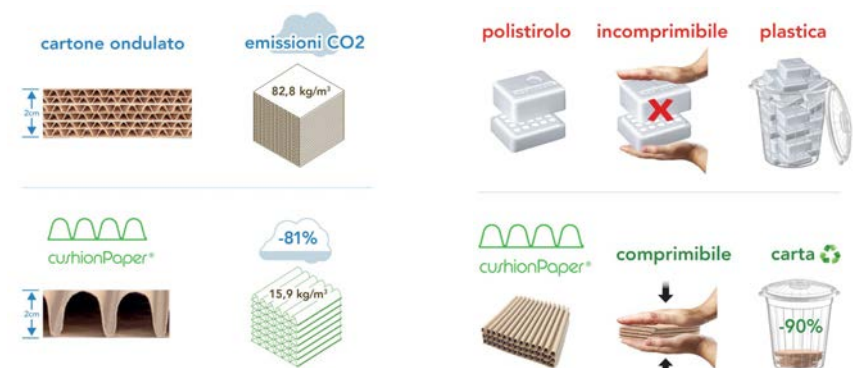 cartone ondulato
emissioni CO2
2cm
82,8 kg/m³
cushionPaper®
-81%
2cm
15,9 kg/m³
polistirolo
incomprimibile
plastica
X
cushionPaper®
comprimibile
carta
-90%